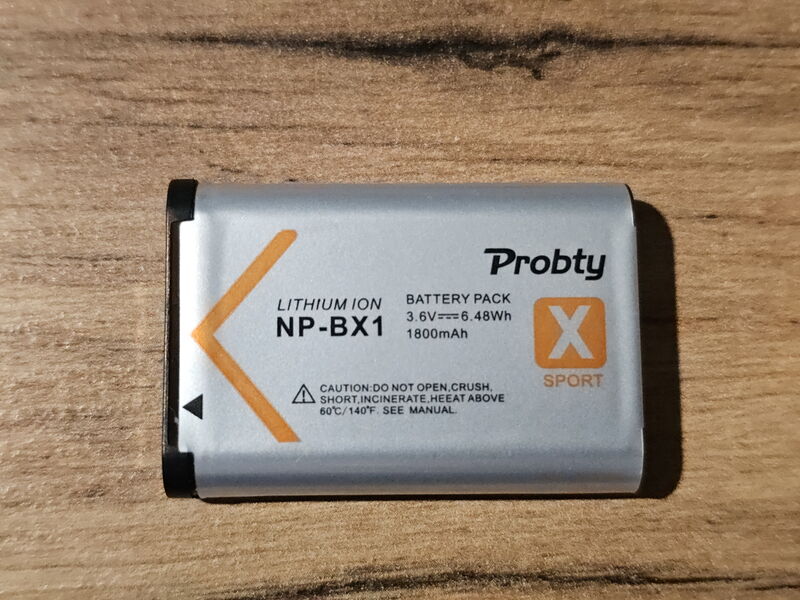 Probty
LITHIUM ION
NP-BX1
BATTERY PACK
3.6V⎓6.48Wh
1800mAh
X
SPORT
CAUTION:DO NOT OPEN,CRUSH,
SHORT,INCINERATE,HEEAT ABOVE
60℃/140℉. SEE MANUAL.